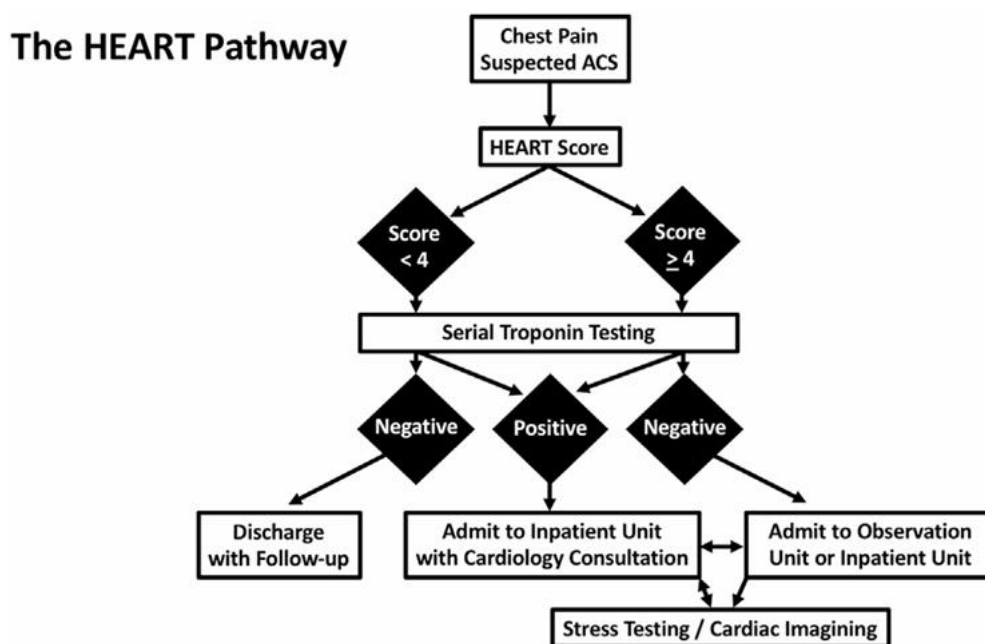 The HEART Pathway
Chest Pain
Suspected ACS
HEART Score
Score
< 4
Score
≥ 4
Serial Troponin Testing
Negative
Positive
Negative
Discharge
with Follow-up
Admit to Inpatient Unit
with Cardiology Consultation
Admit to Observation
Unit or Inpatient Unit
Stress Testing / Cardiac Imagining